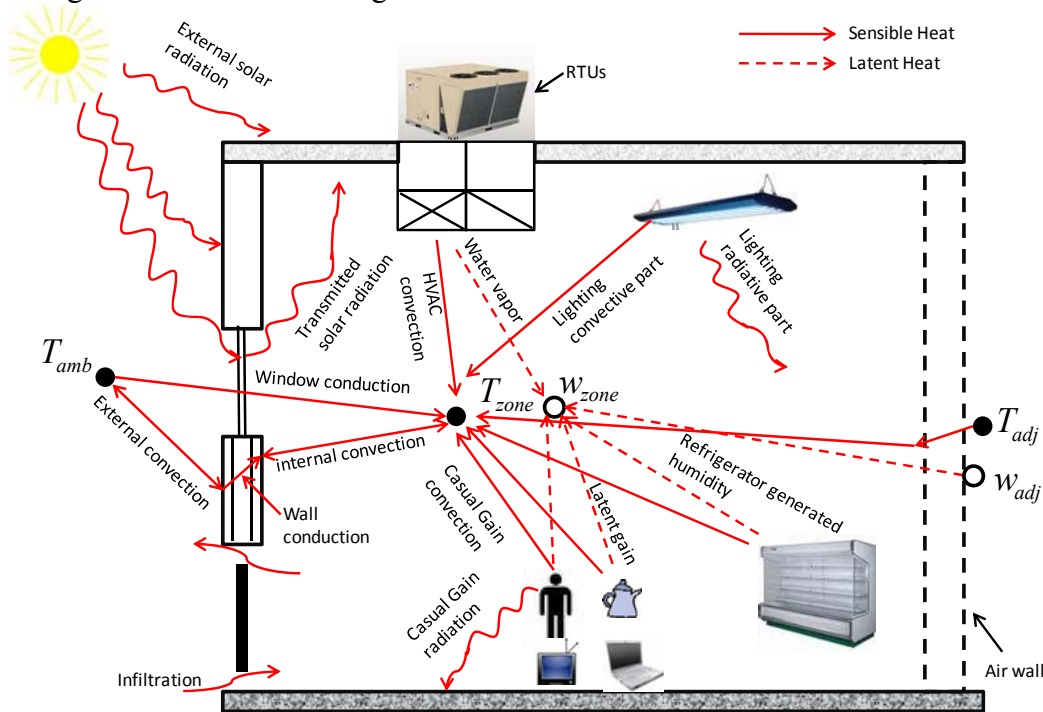 External solar
radiation
Sensible Heat
Latent Heat
RTUs
Transmitted
solar radiation
HVAC
convection
Water vapor
Lighting
convective part
Lighting
radiative part
T_amb
Window conduction
T_zone
w_zone
T_adj
w_adj
External convection
internal convection
Wall
conduction
Casual Gain
convection
Latent gain
Refrigerator generated
humidity
Casual Gain
radiation
Infiltration
Air wall